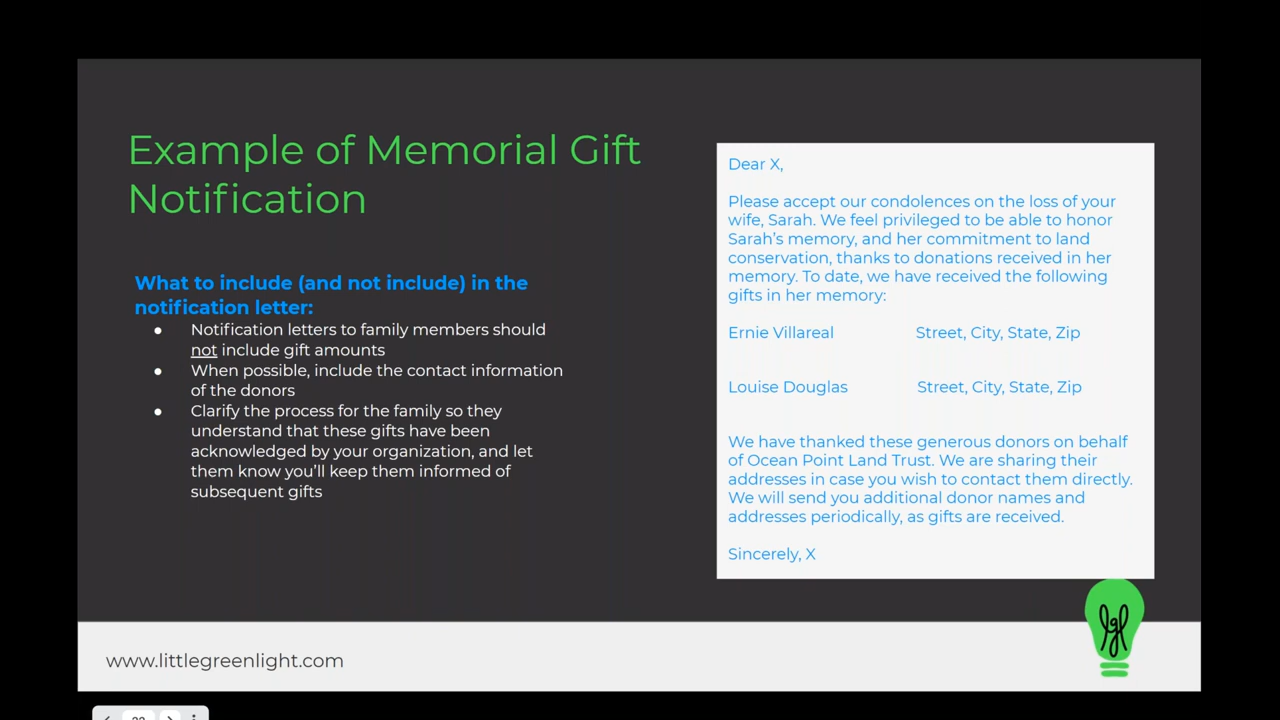 Example of Memorial Gift
Notification
What to include (and not include) in the
notification letter:
● Notification letters to family members should
not include gift amounts
● When possible, include the contact information
of the donors
● Clarify the process for the family so they
understand that these gifts have been
acknowledged by your organization, and let
them know you'll keep them informed of
subsequent gifts
Dear X,
Please accept our condolences on the loss of your
wife, Sarah. We feel privileged to be able to honor
Sarah's memory, and her commitment to land
conservation, thanks to donations received in her
memory. To date, we have received the following
gifts in her memory:
Ernie Villareal Street, City, State, Zip
Louise Douglas Street, City, State, Zip
We have thanked these generous donors on behalf
of Ocean Point Land Trust. We are sharing their
addresses in case you wish to contact them directly.
We will send you additional donor names and
addresses periodically, as gifts are received.
Sincerely, X
lgl
www.littlegreenlight.com